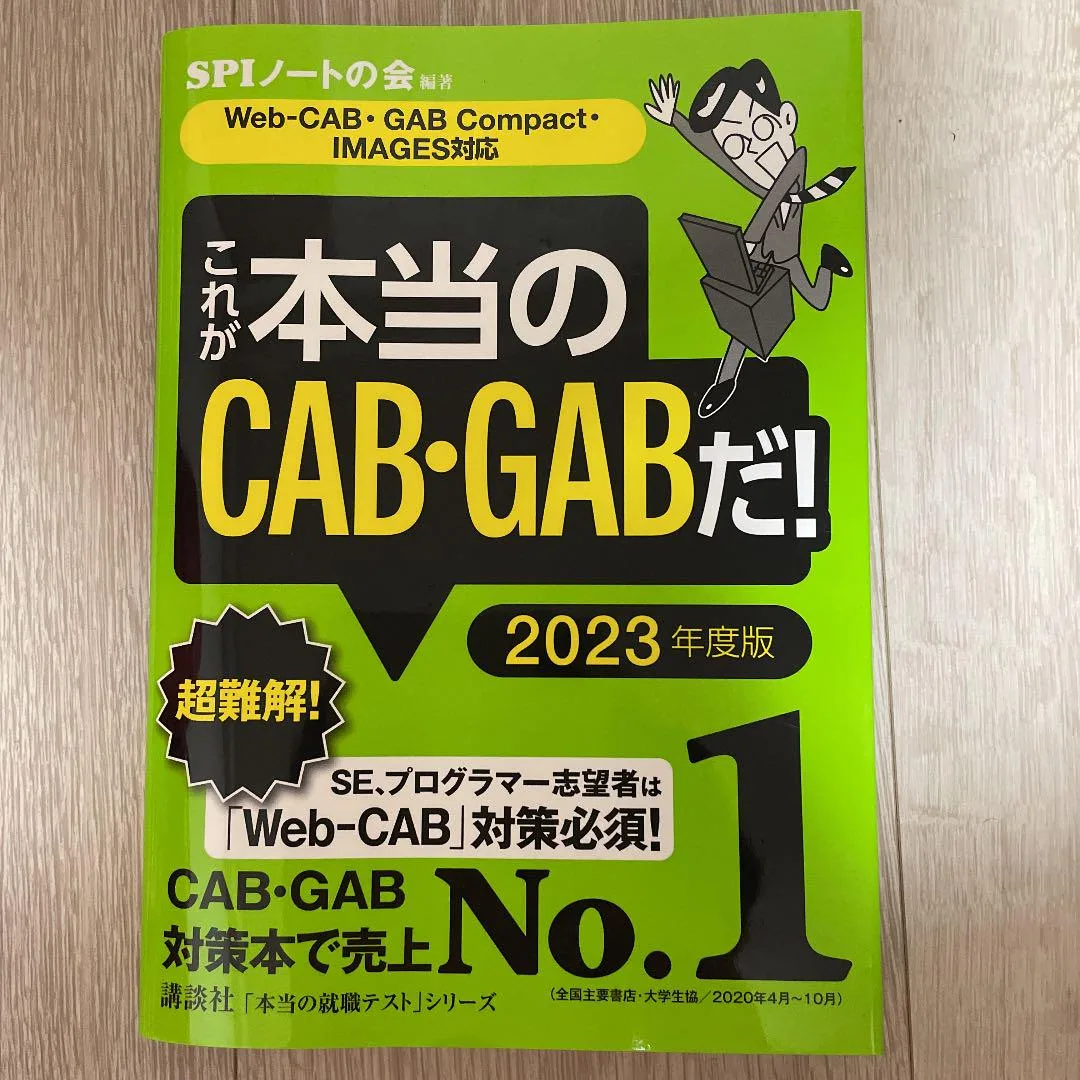 SPIノートの会 編著
Web-CAB・GAB Compact・
IMAGES対応
これが
本当の
CAB・GABだ!
2023年度版
超難解!
SE、プログラマー志望者は
「Web-CAB」対策必須!
CAB・GAB
対策本で売上
No.1
講談社「本当の就職テスト」シリーズ
(全国主要書店・大学生協/2020年4月~10月)